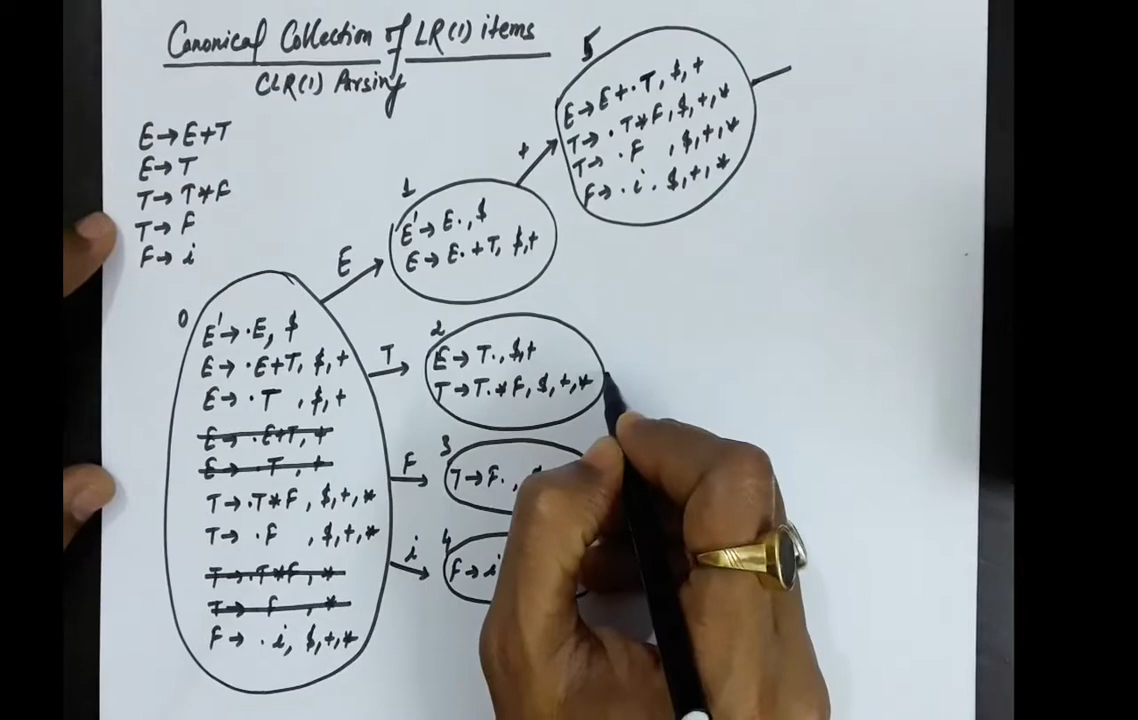 Canonical Collection of LR(1) items
CLR(1) Parsing
E→E+T
E→T
T→T*F
T→F
F→i
0
E'→·E, $
E→·E+T, $,+
E→·T , $,+
E→·E+T, +
E→·T, +
T→·T*F, $,+,*
T→·F , $,+,*
T→·T*F, *
T→ F , *
F→·i, $,+,*
E
1
E'→E·, $
E→E·+T, $,+
+
5
E→E+·T, $,+
T→·T*F, $,+,*
T→·F , $,+,*
F→·i. $,+,*
T
2
E→T·, $,+
T→T·*F, $,+,*
F
3
T→F·,
i
4
F→i